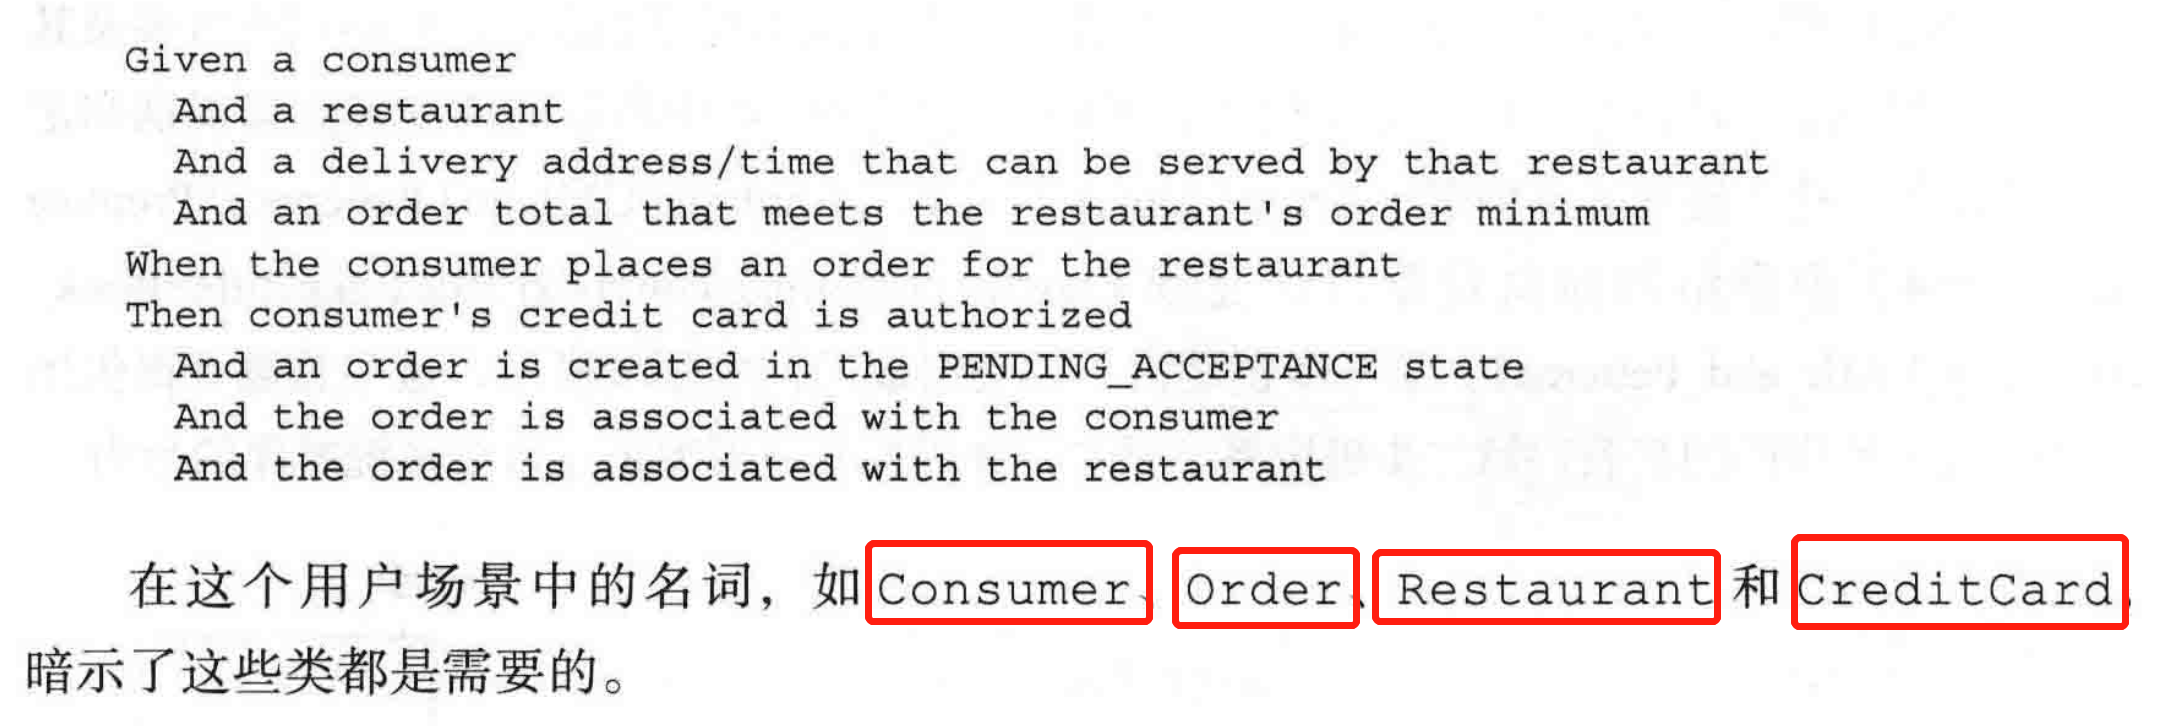 Given a consumer
And a restaurant
And a delivery address/time that can be served by that restaurant
And an order total that meets the restaurant's order minimum
When the consumer places an order for the restaurant
Then consumer's credit card is authorized
And an order is created in the PENDING_ACCEPTANCE state
And the order is associated with the consumer
And the order is associated with the restaurant
在这个用户场景中的名词，如Consumer、Order、Restaurant和CreditCard，
暗示了这些类都是需要的。